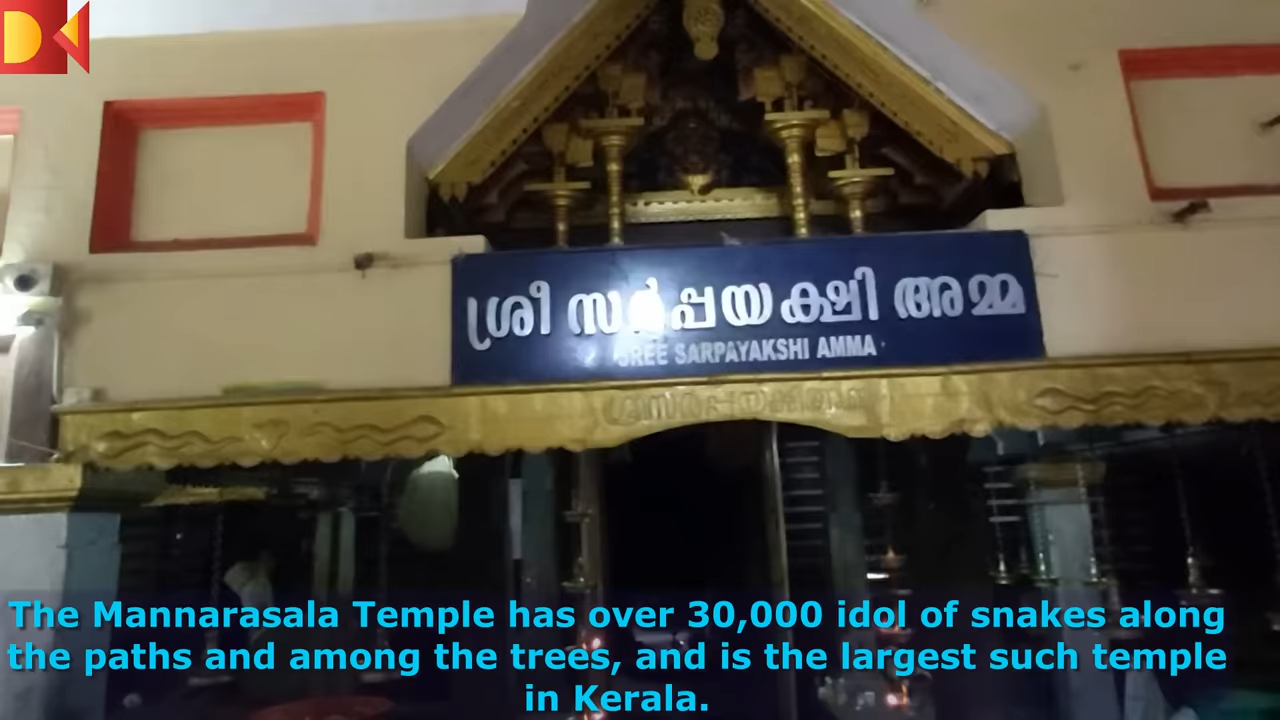 ശ്രീ സർപ്പയക്ഷി അമ്മ
SREE SARPAYAKSHI AMMA
The Mannarasala Temple has over 30,000 idol of snakes along
the paths and among the trees, and is the largest such temple
in Kerala.